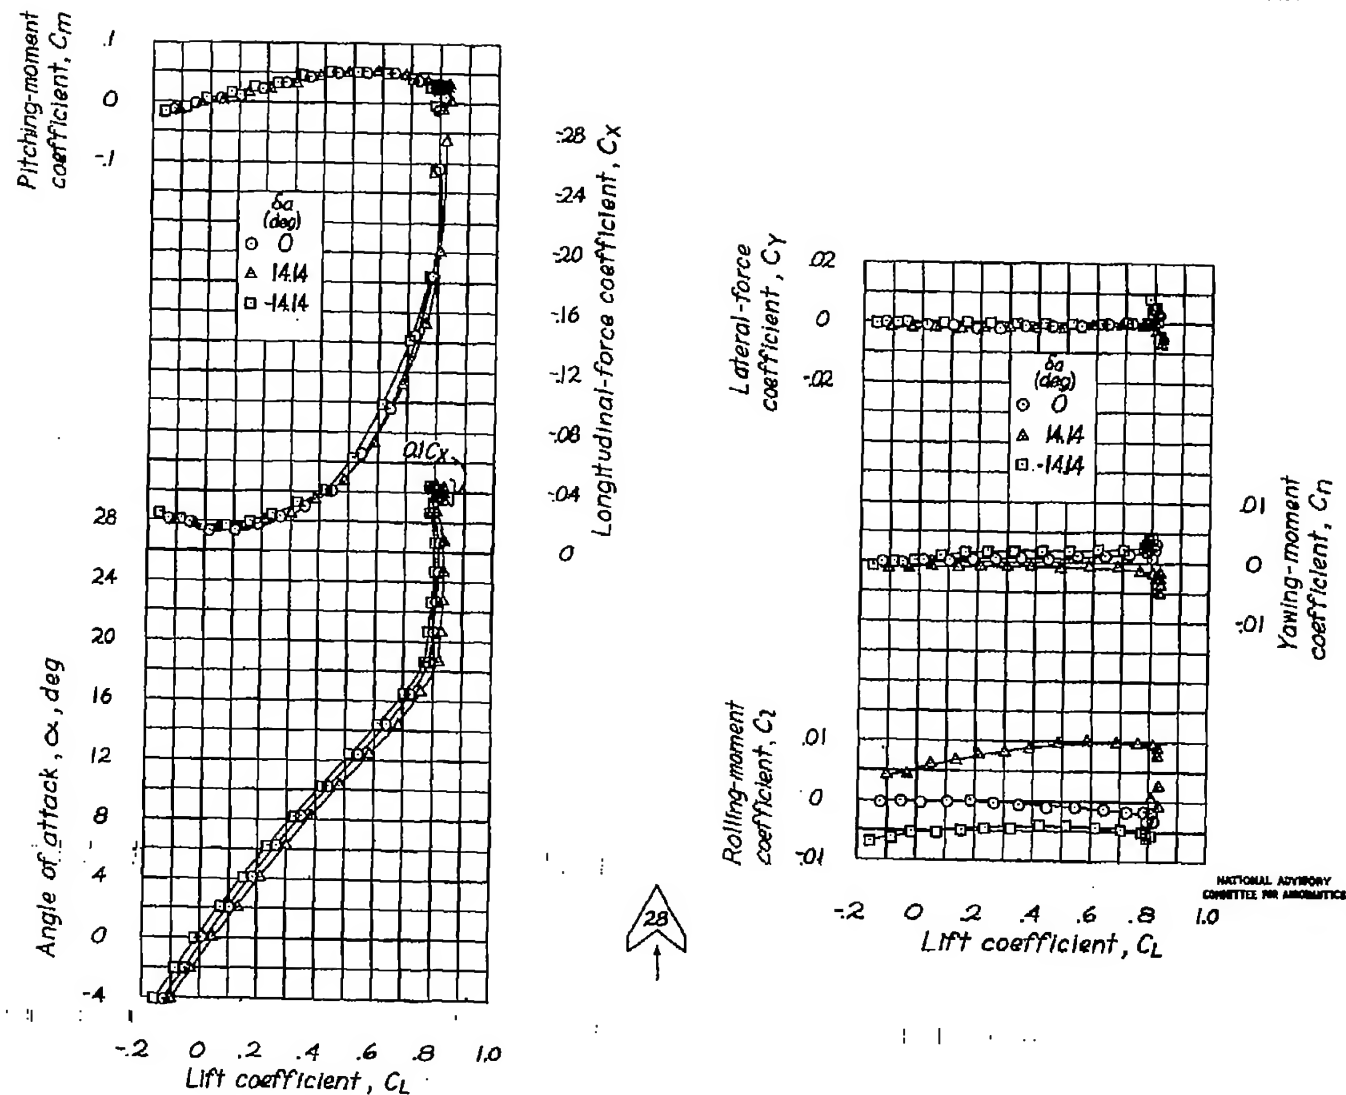 Pitching-moment
coefficient, Cm
.1
0
-.1
δa
(deg)
0
14.14
-14.14
-.28
-.24
-.20
-.16
-.12
-.08
-.04
0
Longitudinal-force coefficient, CX
0.1CX
28
24
20
16
12
8
4
0
-4
Angle of attack, α, deg
-.2 0 .2 .4 .6 .8 1.0
Lift coefficient, CL
28
Lateral-force
coefficient, CY
.02
0
-.02
δa
(deg)
0
14.14
-14.14
.01
0
-.01
Yawing-moment
coefficient, Cn
Rolling-moment
coefficient, Cl
.01
0
-.01
-.2 0 .2 .4 .6 .8 1.0
Lift coefficient, CL
NATIONAL ADVISORY
COMMITTEE FOR AERONAUTICS